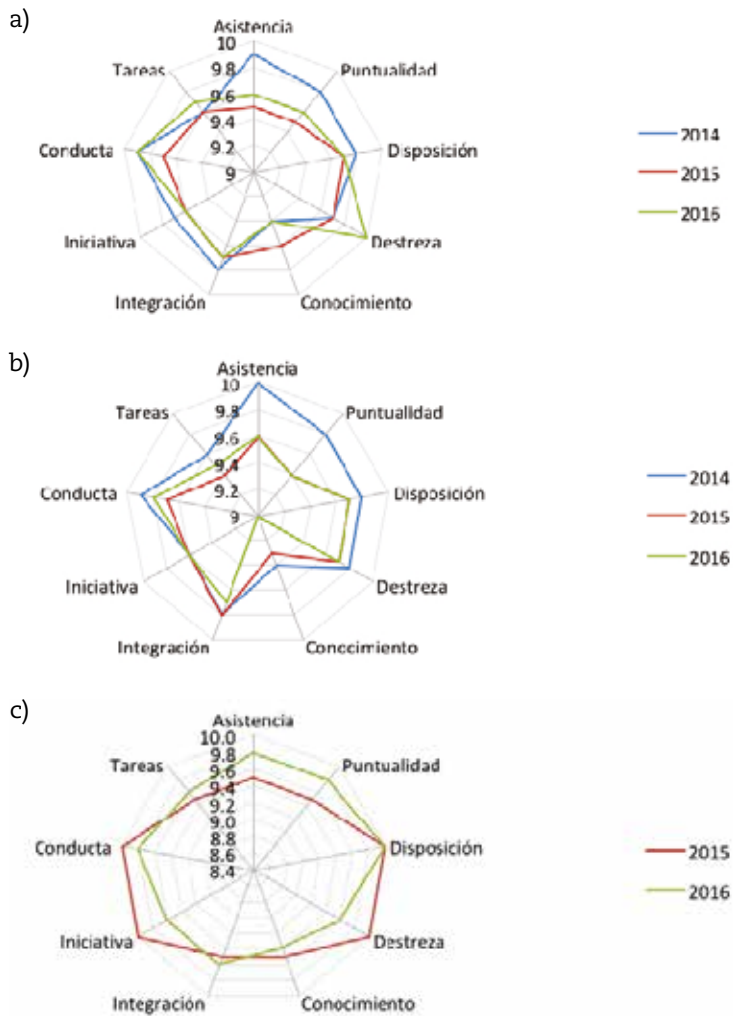 a)
Asistencia
10
Tareas
9.8
Puntualidad
9.6
9.4
Conducta
9.2
Disposición
9
Iniciativa
Destreza
Integración
Conocimiento
2014
2015
2016
b)
Asistencia
10
Tareas
9.8
Puntualidad
9.6
9.4
Conducta
9.2
Disposición
9
Iniciativa
Destreza
Integración
Conocimiento
2014
2015
2016
c)
Asistencia
10.0
9.8
Tareas
9.6
Puntualidad
9.4
9.2
9.0
Conducta
8.8
Disposición
8.6
8.4
Iniciativa
Destreza
Integración
Conocimiento
2015
2016